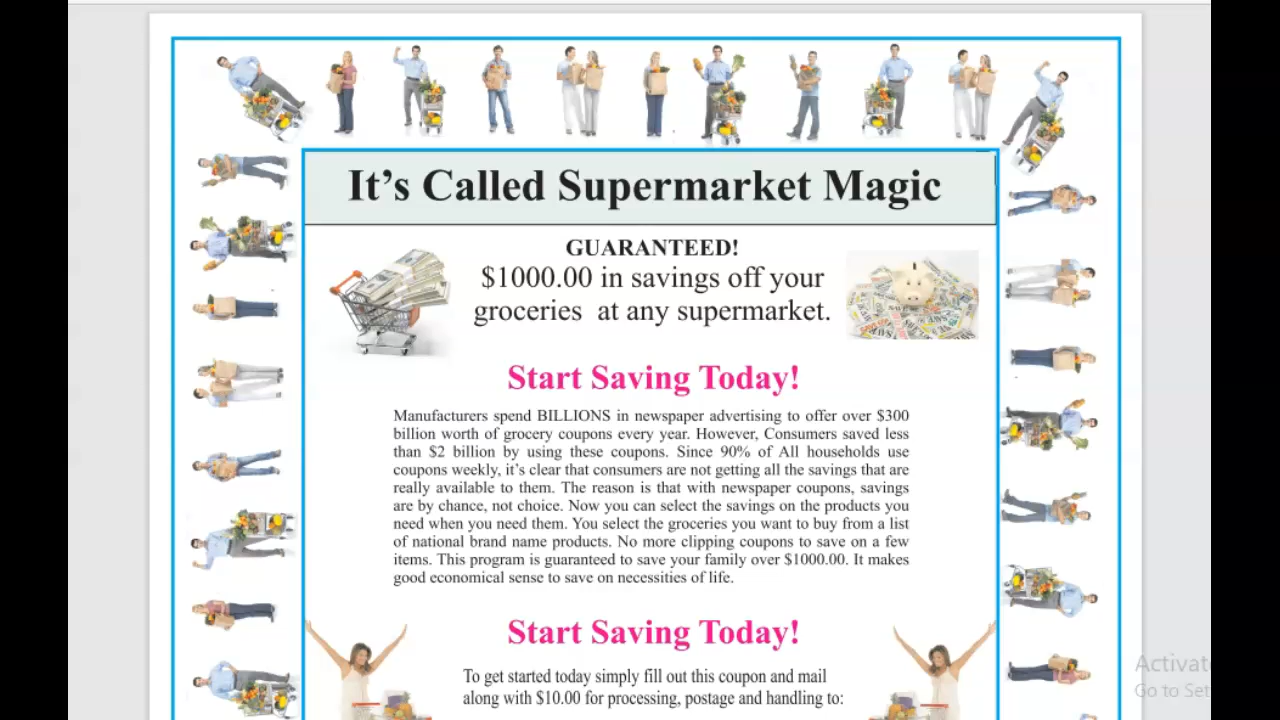 It's Called Supermarket Magic
GUARANTEED!
$1000.00 in savings off your
groceries at any supermarket.
Start Saving Today!
Manufacturers spend BILLIONS in newspaper advertising to offer over $300
billion worth of grocery coupons every year. However, Consumers saved less
than $2 billion by using these coupons. Since 90% of All households use
coupons weekly, it's clear that consumers are not getting all the savings that are
really available to them. The reason is that with newspaper coupons, savings
are by chance, not choice. Now you can select the savings on the products you
need when you need them. You select the groceries you want to buy from a list
of national brand name products. No more clipping coupons to save on a few
items. This program is guaranteed to save your family over $1000.00. It makes
good economical sense to save on necessities of life.
Start Saving Today!
To get started today simply fill out this coupon and mail
along with $10.00 for processing, postage and handling to:
Activat
Go to Set